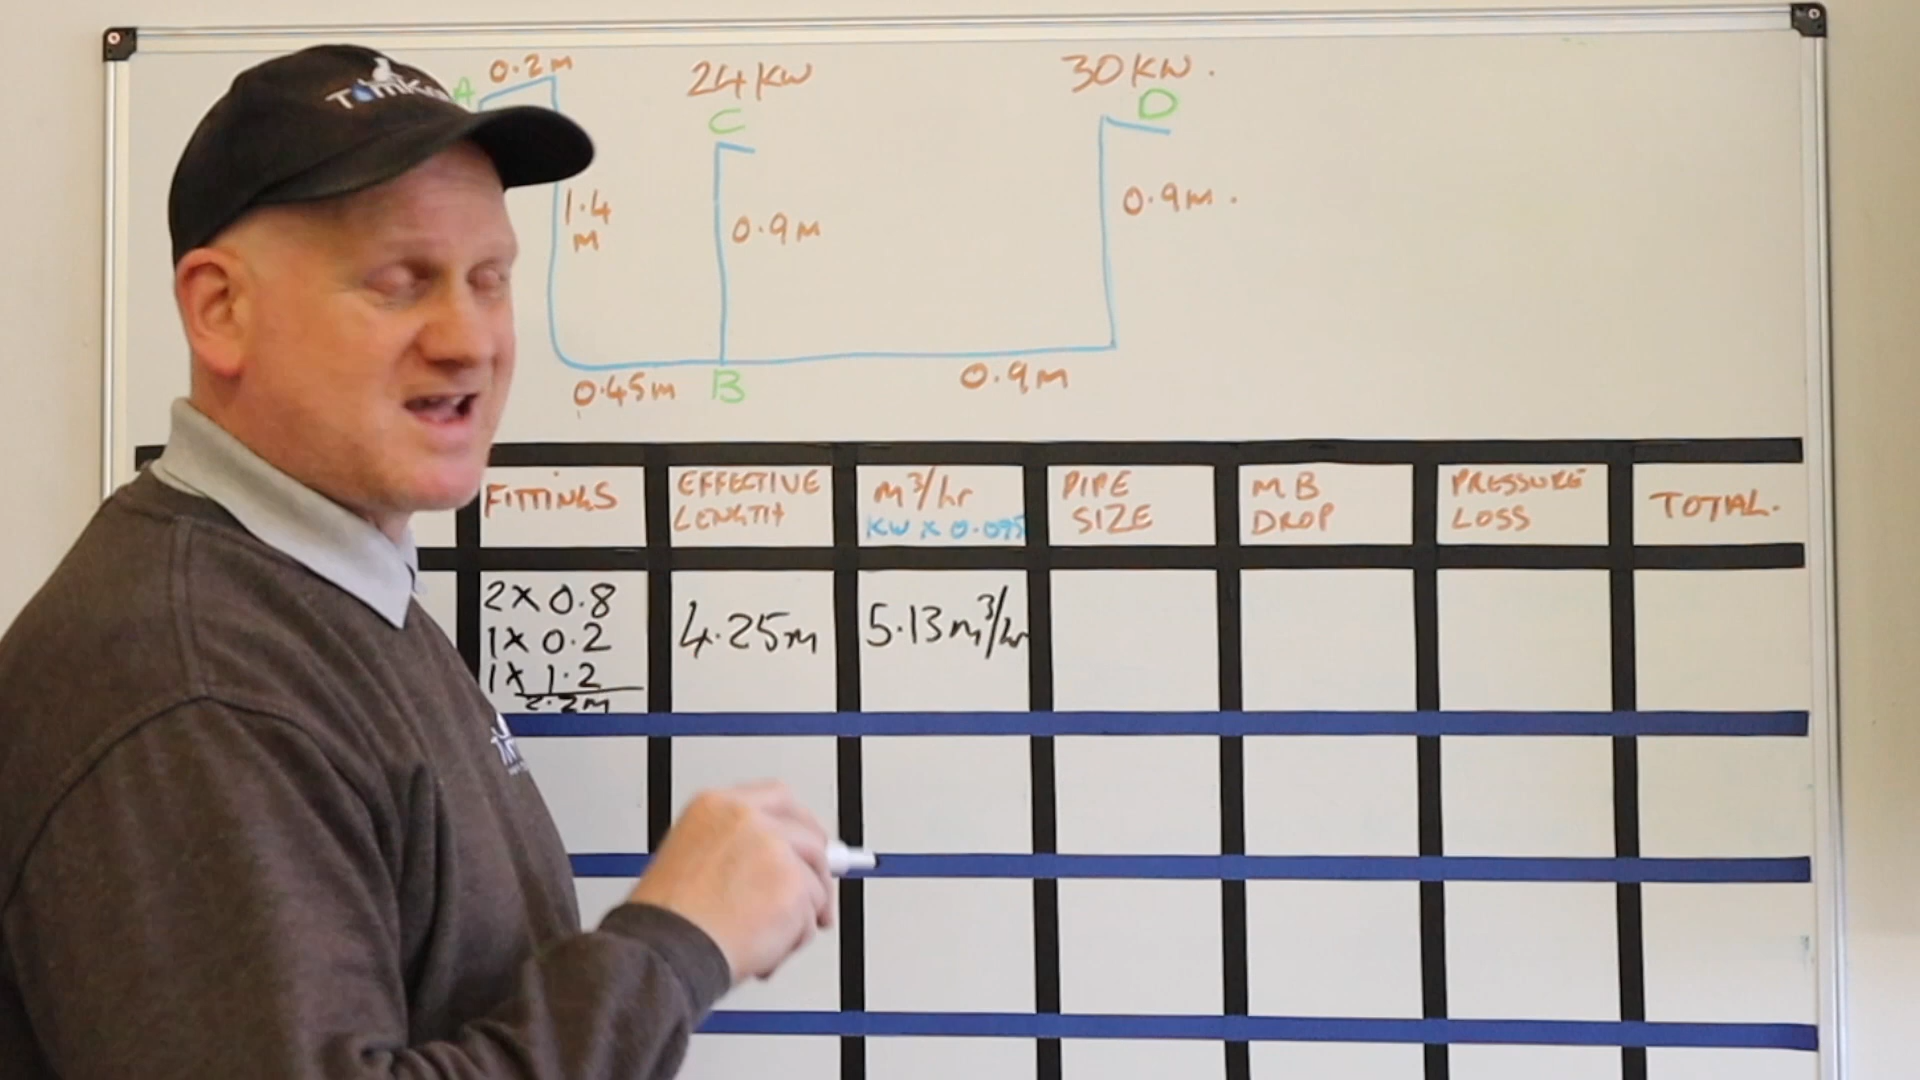 0.2M
A
24KW
C
30KW.
D
1.4
M
0.9M
0.9M.
0.45M
B
0.9M
FITTINGS
EFFECTIVE
LENGTH
m³/hr
KW X 0.095
PIPE
SIZE
MB
DROP
PRESSURE
LOSS
TOTAL.
2X0.8
1X0.2
1X1.2
2.2M
4.25m
5.13m³/hr